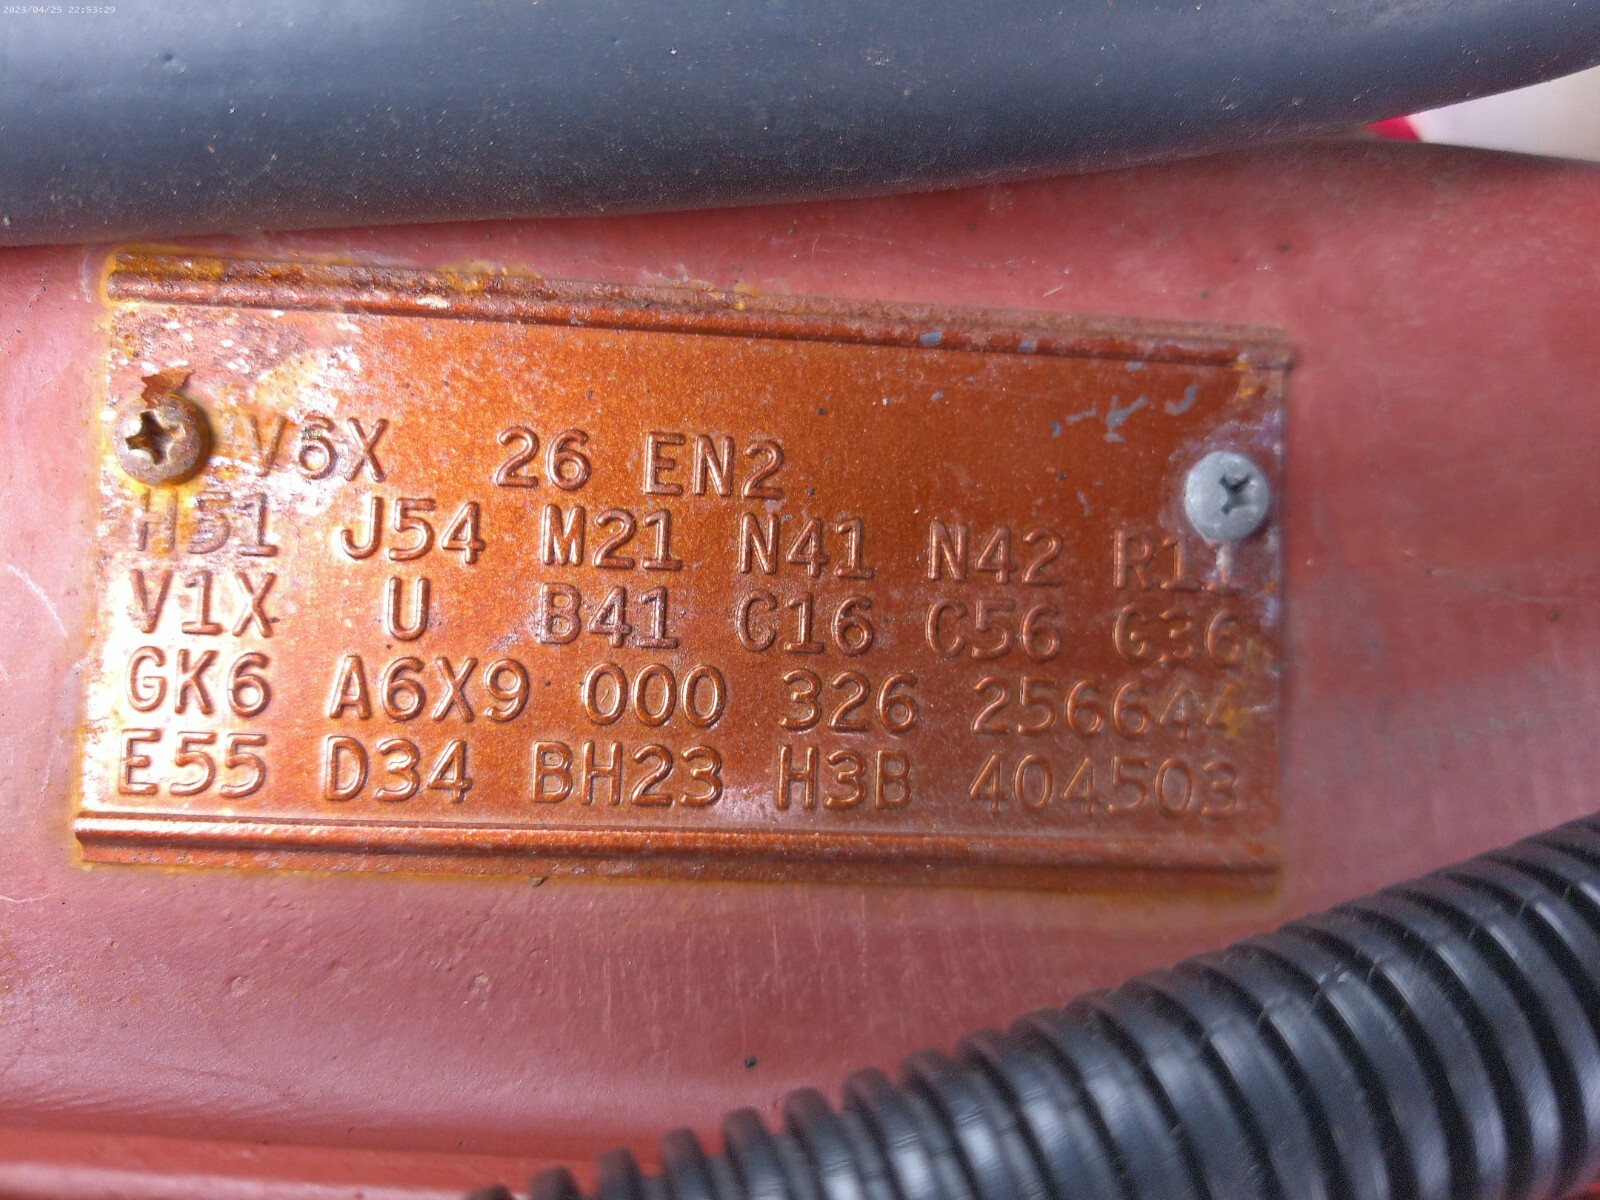 2023/04/25 22:53:29
V6X 26 EN2
H51 J54 M21 N41 N42 R11
V1X U B41 C16 C56 G36
GK6 A6X9 000 326 256644
E55 D34 BH23 H3B 404503